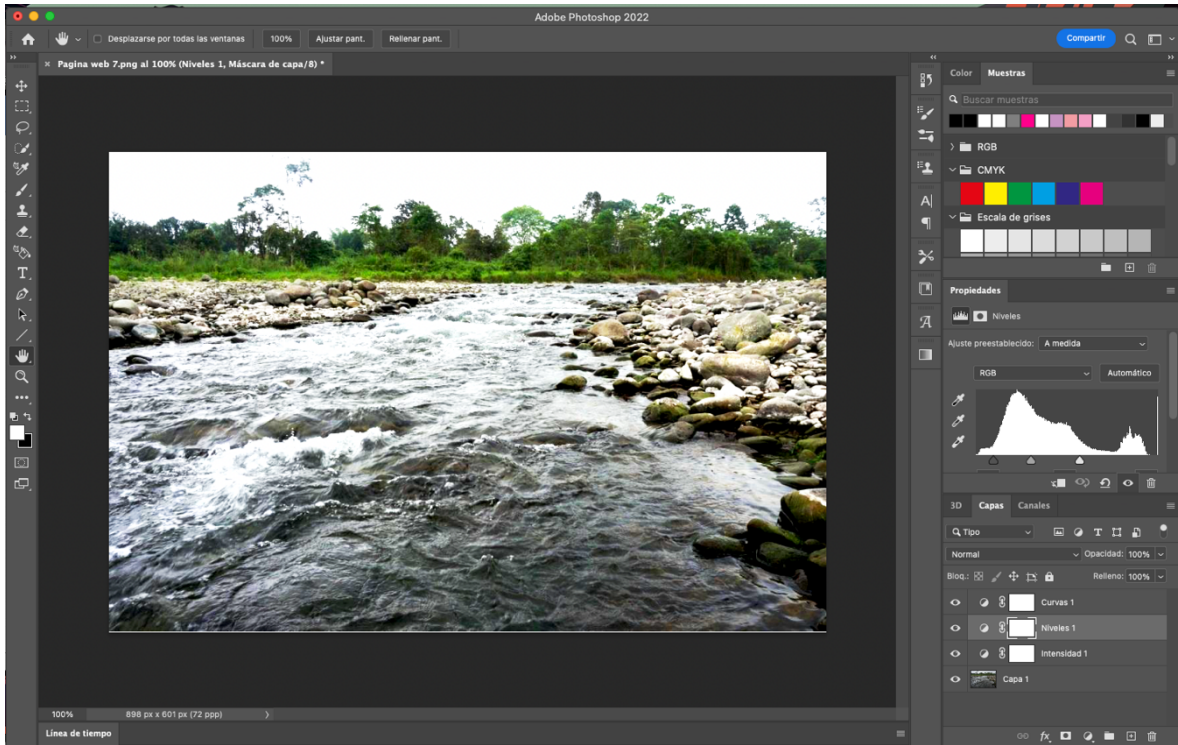 Adobe Photoshop 2022
Desplazarse por todas las ventanas 100% Ajustar pant. Rellenar pant. Compartir
× Pagina web 7.png al 100% (Niveles 1, Máscara de capa/8) *
Color Muestras
Buscar muestras
RGB
CMYK
Escala de grises
Propiedades
Niveles
Ajuste preestablecido: A medida
RGB Automático
3D Capas Canales
Tipo
Normal Opacidad: 100%
Bloq.: Relleno: 100%
Curvas 1
Niveles 1
Intensidad 1
Capa 1
100% 898 px x 601 px (72 ppp)
Línea de tiempo